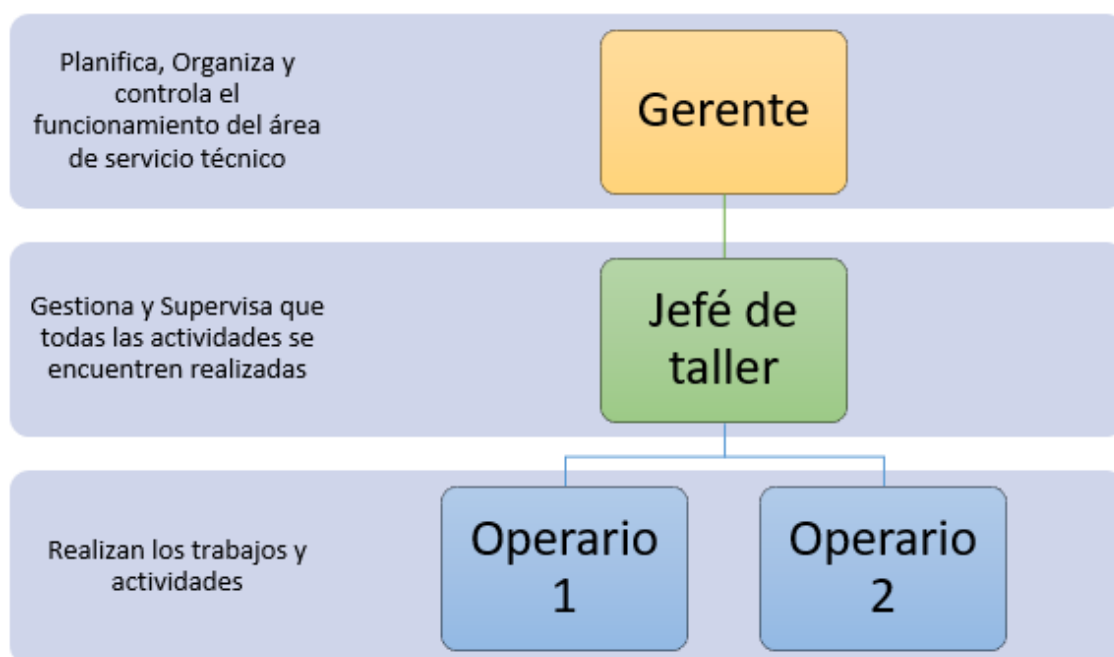 Planifica, Organiza y
controla el
funcionamiento del área
de servicio técnico
Gerente
Gestiona y Supervisa que
todas las actividades se
encuentren realizadas
Jefé de
taller
Realizan los trabajos y
actividades
Operario
1
Operario
2